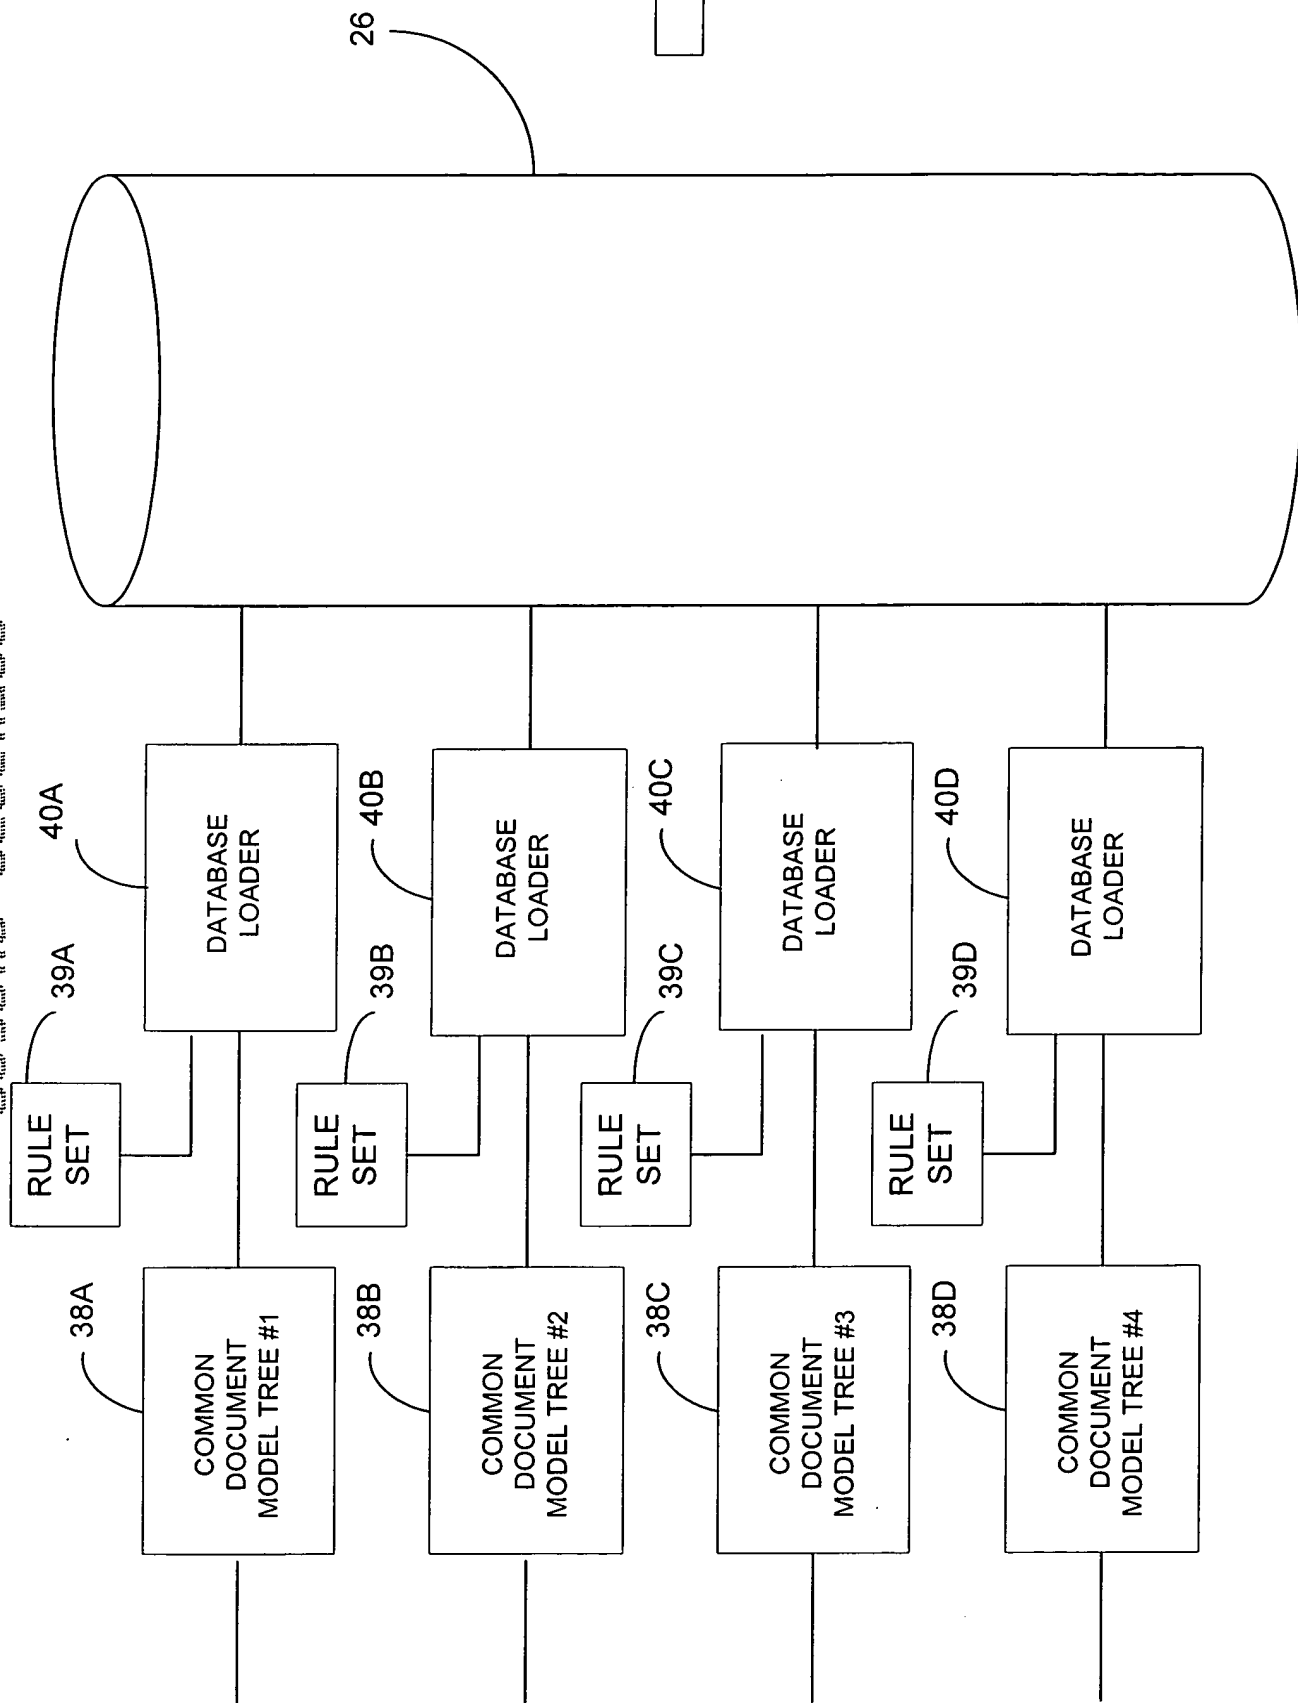 38A
COMMON
DOCUMENT
MODEL TREE #1
RULE
SET
39A
40A
DATABASE
LOADER
38B
COMMON
DOCUMENT
MODEL TREE #2
RULE
SET
39B
40B
DATABASE
LOADER
26
38C
COMMON
DOCUMENT
MODEL TREE #3
RULE
SET
39C
40C
DATABASE
LOADER
38D
COMMON
DOCUMENT
MODEL TREE #4
RULE
SET
39D
40D
DATABASE
LOADER